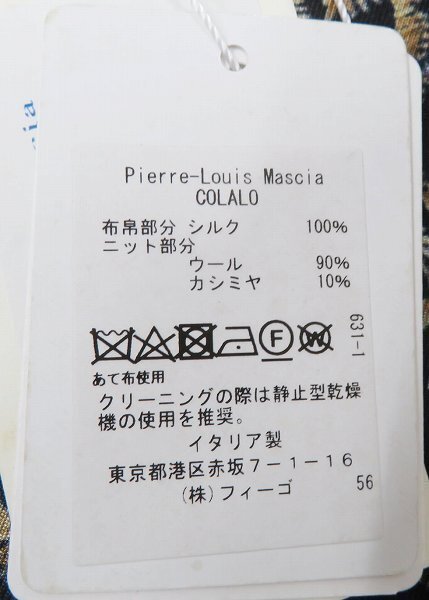 Pierre-Louis Mascia
COLALO
布帛部分 シルク 100%
ニット部分
ウール 90%
カシミヤ 10%
F W
631-1
あて布使用
クリーニングの際は静止型乾燥
機の使用を推奨。
イタリア製
東京都港区赤坂7-1-16
(株)フィーゴ 56